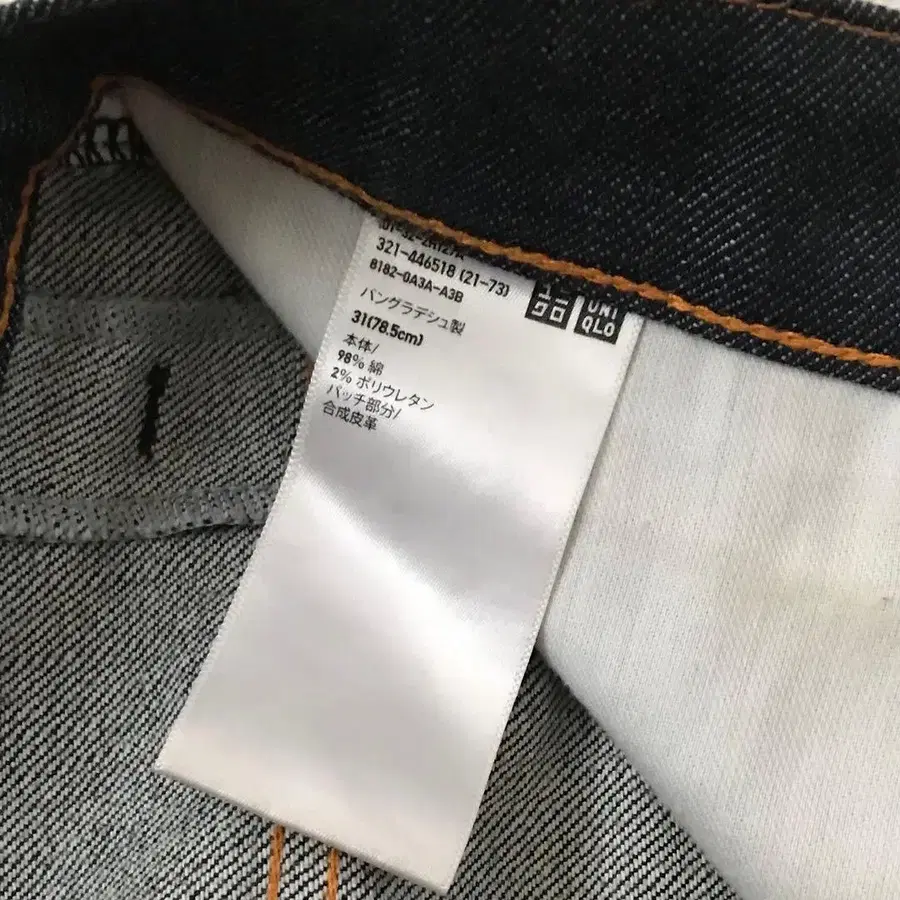 321-446518 (21-73)
8182-0A3A-A3B
バングラデシュ製
31(78.5cm)
本体/
98% 綿
2% ポリウレタン
パッチ部分/
合成皮革
ユニ
クロ
UNI
QLO